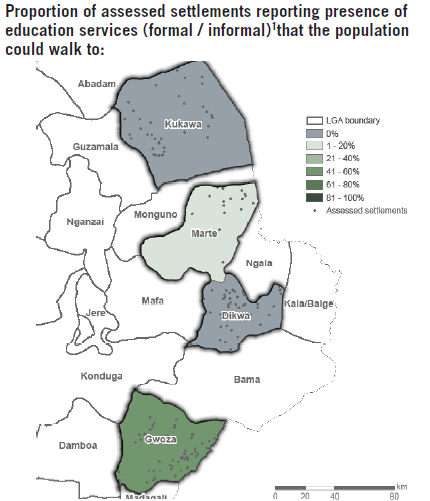 Proportion of assessed settlements reporting presence of
education services (formal / informal)¹that the population
could walk to:
Abadam
Kukawa
Guzamala
LGA boundary
0%
1 - 20%
21 - 40%
41 - 60%
61 - 80%
81 - 100%
Assessed settlements
Nganzai
Monguno
Marte
Ngala
Mafa
Kala/Balge
Jere
Dikwa
Konduga
Bama
Damboa
Gwoza
Madagali
km
0 20 40 80